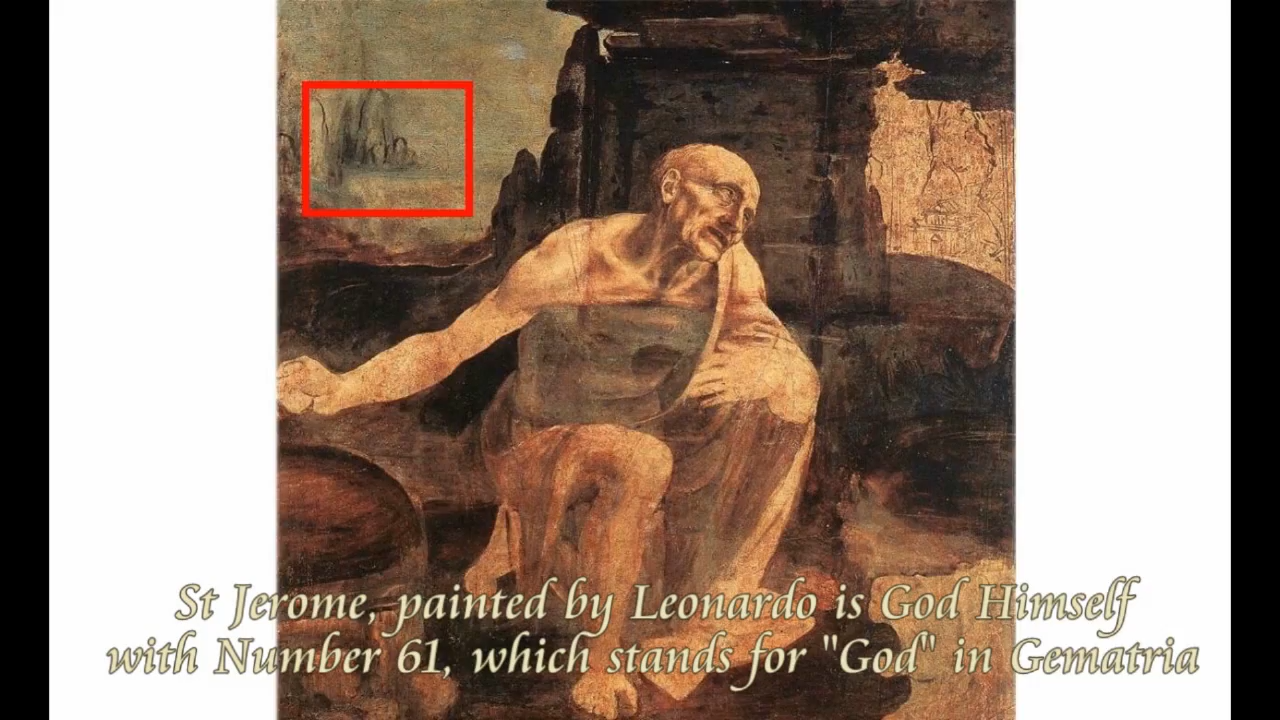 St Jerome, painted by Leonardo is God Himself
with Number 61, which stands for "God" in Gematria